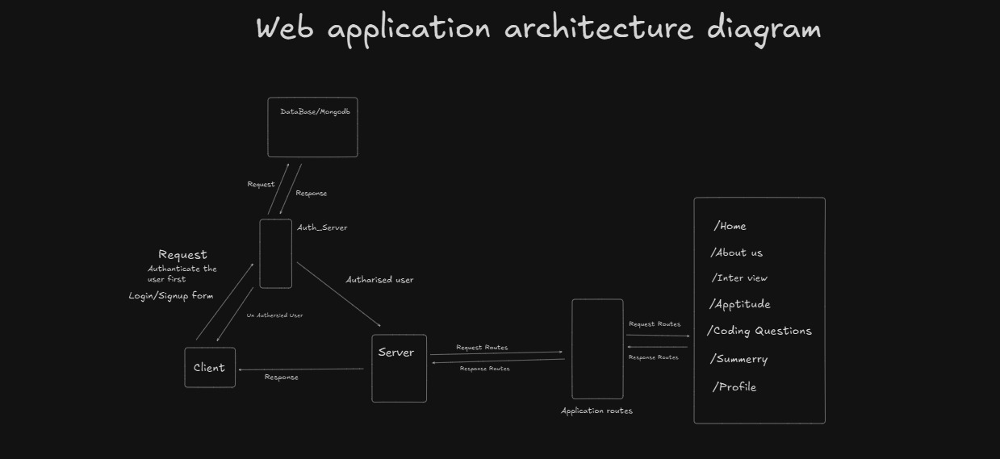 Web application architecture diagram
DataBase/Mongodb
Request
Response
Auth_Server
Request
Authanticate the
user first
Login/Signup form
Autharised user
Un Authersied User
Client
Response
Server
Request Routes
Response Routes
Application routes
Request Routes
Response Routes
/Home
/About us
/Inter view
/Apptitude
/Coding Questions
/Summerry
/Profile